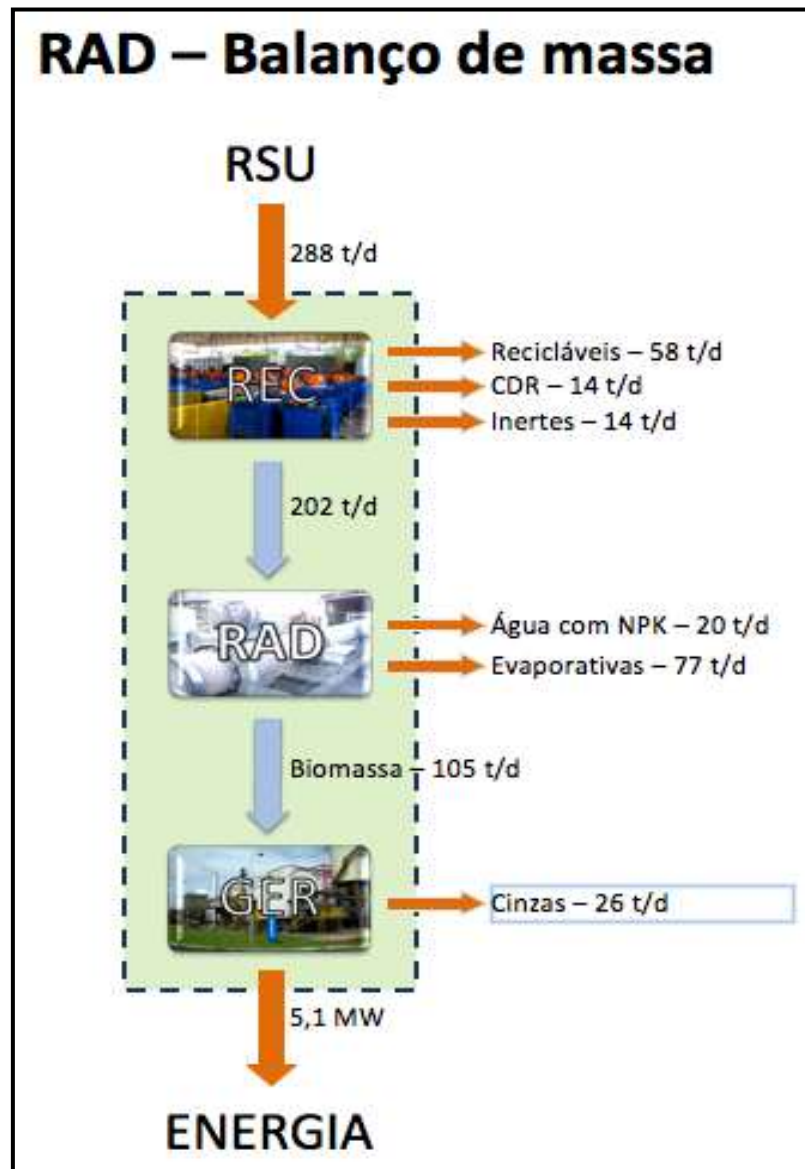 RAD – Balanço de massa
RSU
288 t/d
REC
Recicláveis – 58 t/d
CDR – 14 t/d
Inertes – 14 t/d
202 t/d
RAD
Água com NPK – 20 t/d
Evaporativas – 77 t/d
Biomassa – 105 t/d
GER
Cinzas – 26 t/d
5,1 MW
ENERGIA